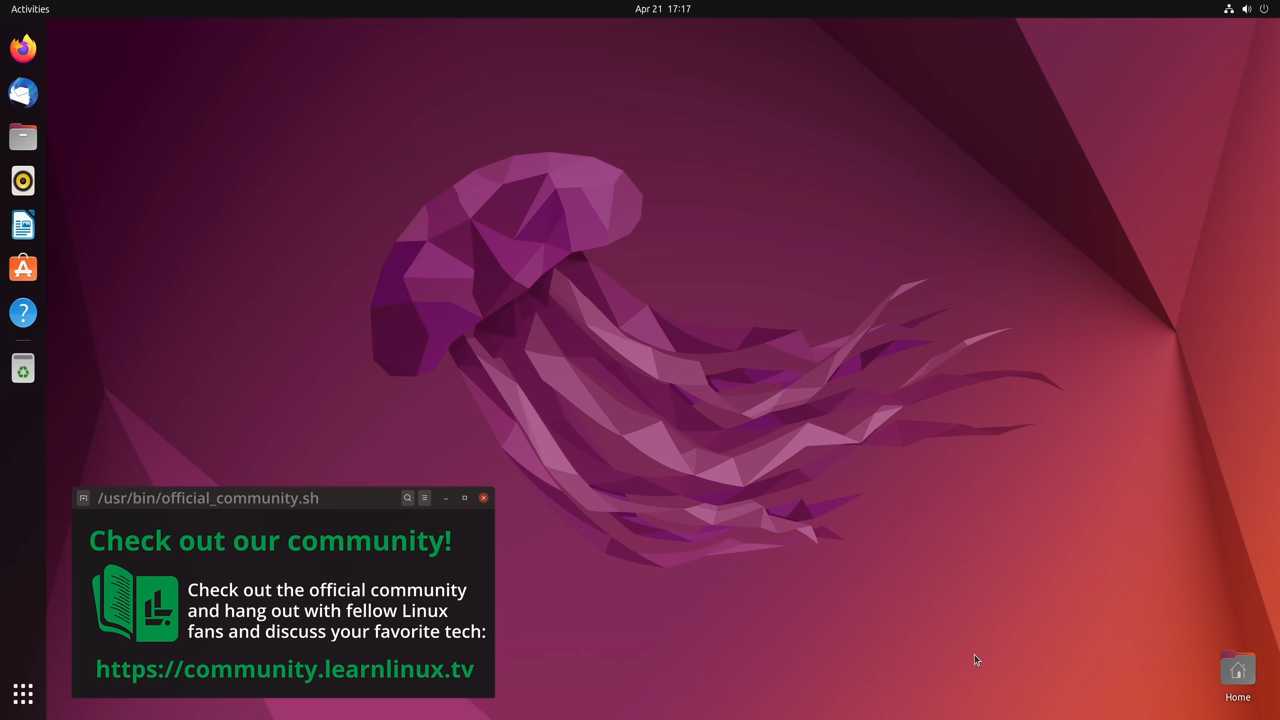 Activities
Apr 21 17:17
/usr/bin/official_community.sh
Check out our community!
Check out the official community
and hang out with fellow Linux
fans and discuss your favorite tech:
https://community.learnlinux.tv
Home